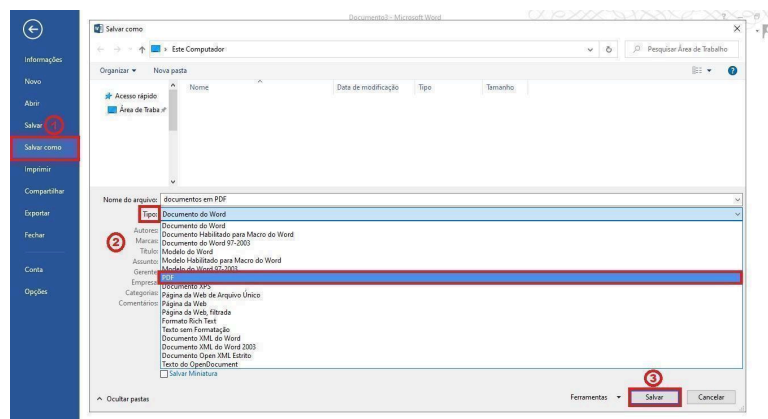 Documento3 - Microsoft Word
Salvar como
Este Computador
Pesquisar Área de Trabalho
Organizar
Nova pasta
Informações
Novo
Abrir
Salvar
1
Salvar como
Imprimir
Compartilhar
Exportar
Fechar
Conta
Opções
Acesso rápido
Área de Traba
Nome
Data de modificação
Tipo
Tamanho
Nome do arquivo: documentos em PDF
Tipo: Documento do Word
2
Autores:
Marcas:
Título:
Assunto:
Gerente:
Empresa:
Categorias:
Comentários:
Documento do Word
Documento Habilitado para Macro do Word
Documento do Word 97-2003
Modelo do Word
Modelo Habilitado para Macro do Word
Modelo do Word 97-2003
PDF
Documento XPS
Página da Web de Arquivo Único
Página da Web
Página da Web, filtrada
Formato Rich Text
Texto sem Formatação
Documento XML do Word
Documento XML do Word 2003
Documento Open XML Estrito
Texto do OpenDocument
Salvar Miniatura
3
Ocultar pastas
Ferramentas
Salvar
Cancelar